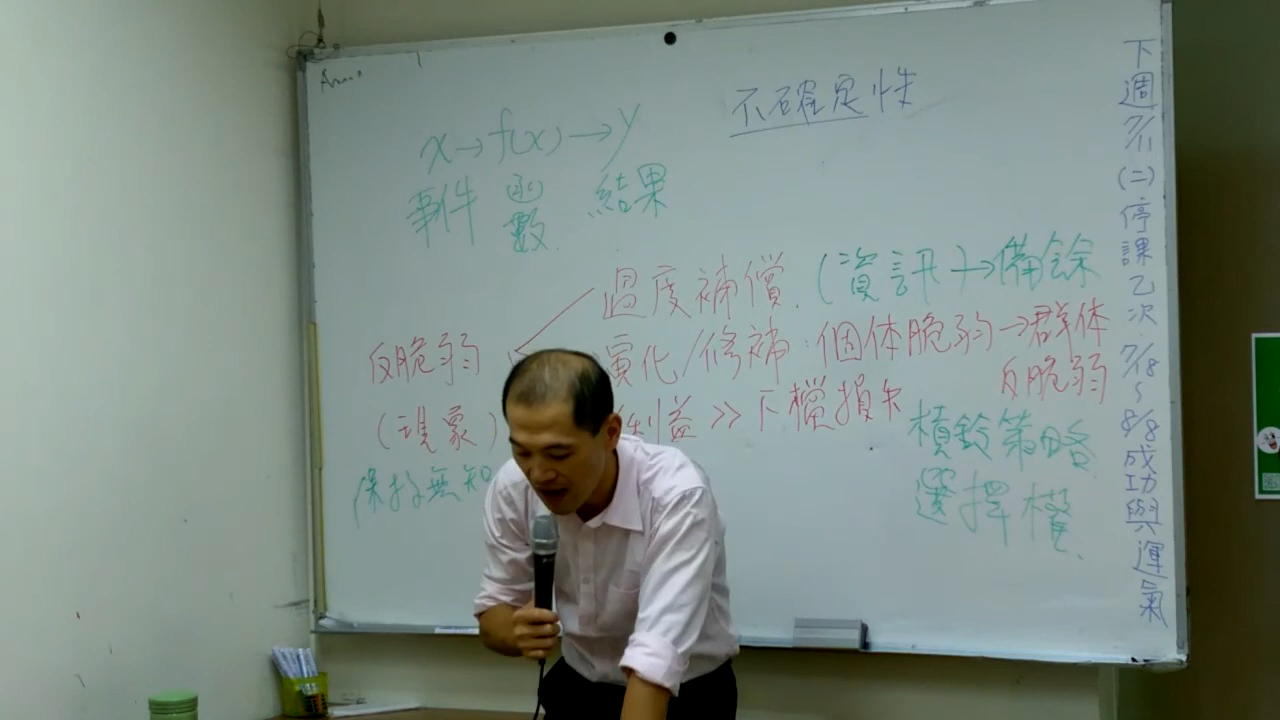 不確定性
x→f(x)→y
事件 函數 結果
過度補償.(資訊)→備餘
反脆弱
演化/修補:個体脆弱→群体反脆弱
(現象)
利益>>下檔損失
槓鈴策略
保持無知
選擇權
下週7/11(二)停課乙次 7/18~8/8成功與運氣